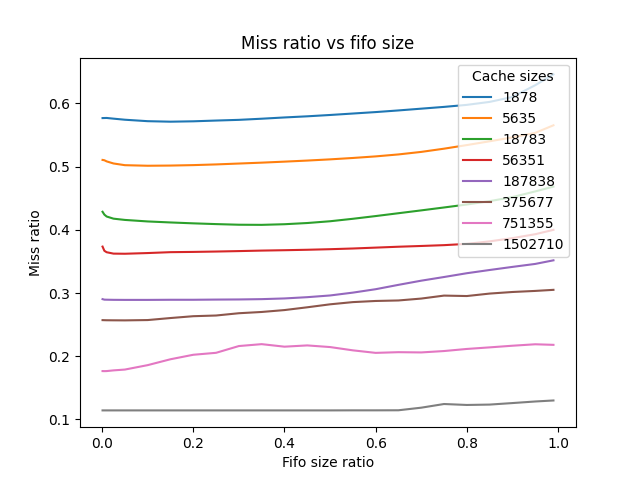 Miss ratio vs fifo size
Miss ratio
0.6
0.5
0.4
0.3
0.2
0.1
Cache sizes
1878
5635
18783
56351
187838
375677
751355
1502710
0.0 0.2 0.4 0.6 0.8 1.0
Fifo size ratio